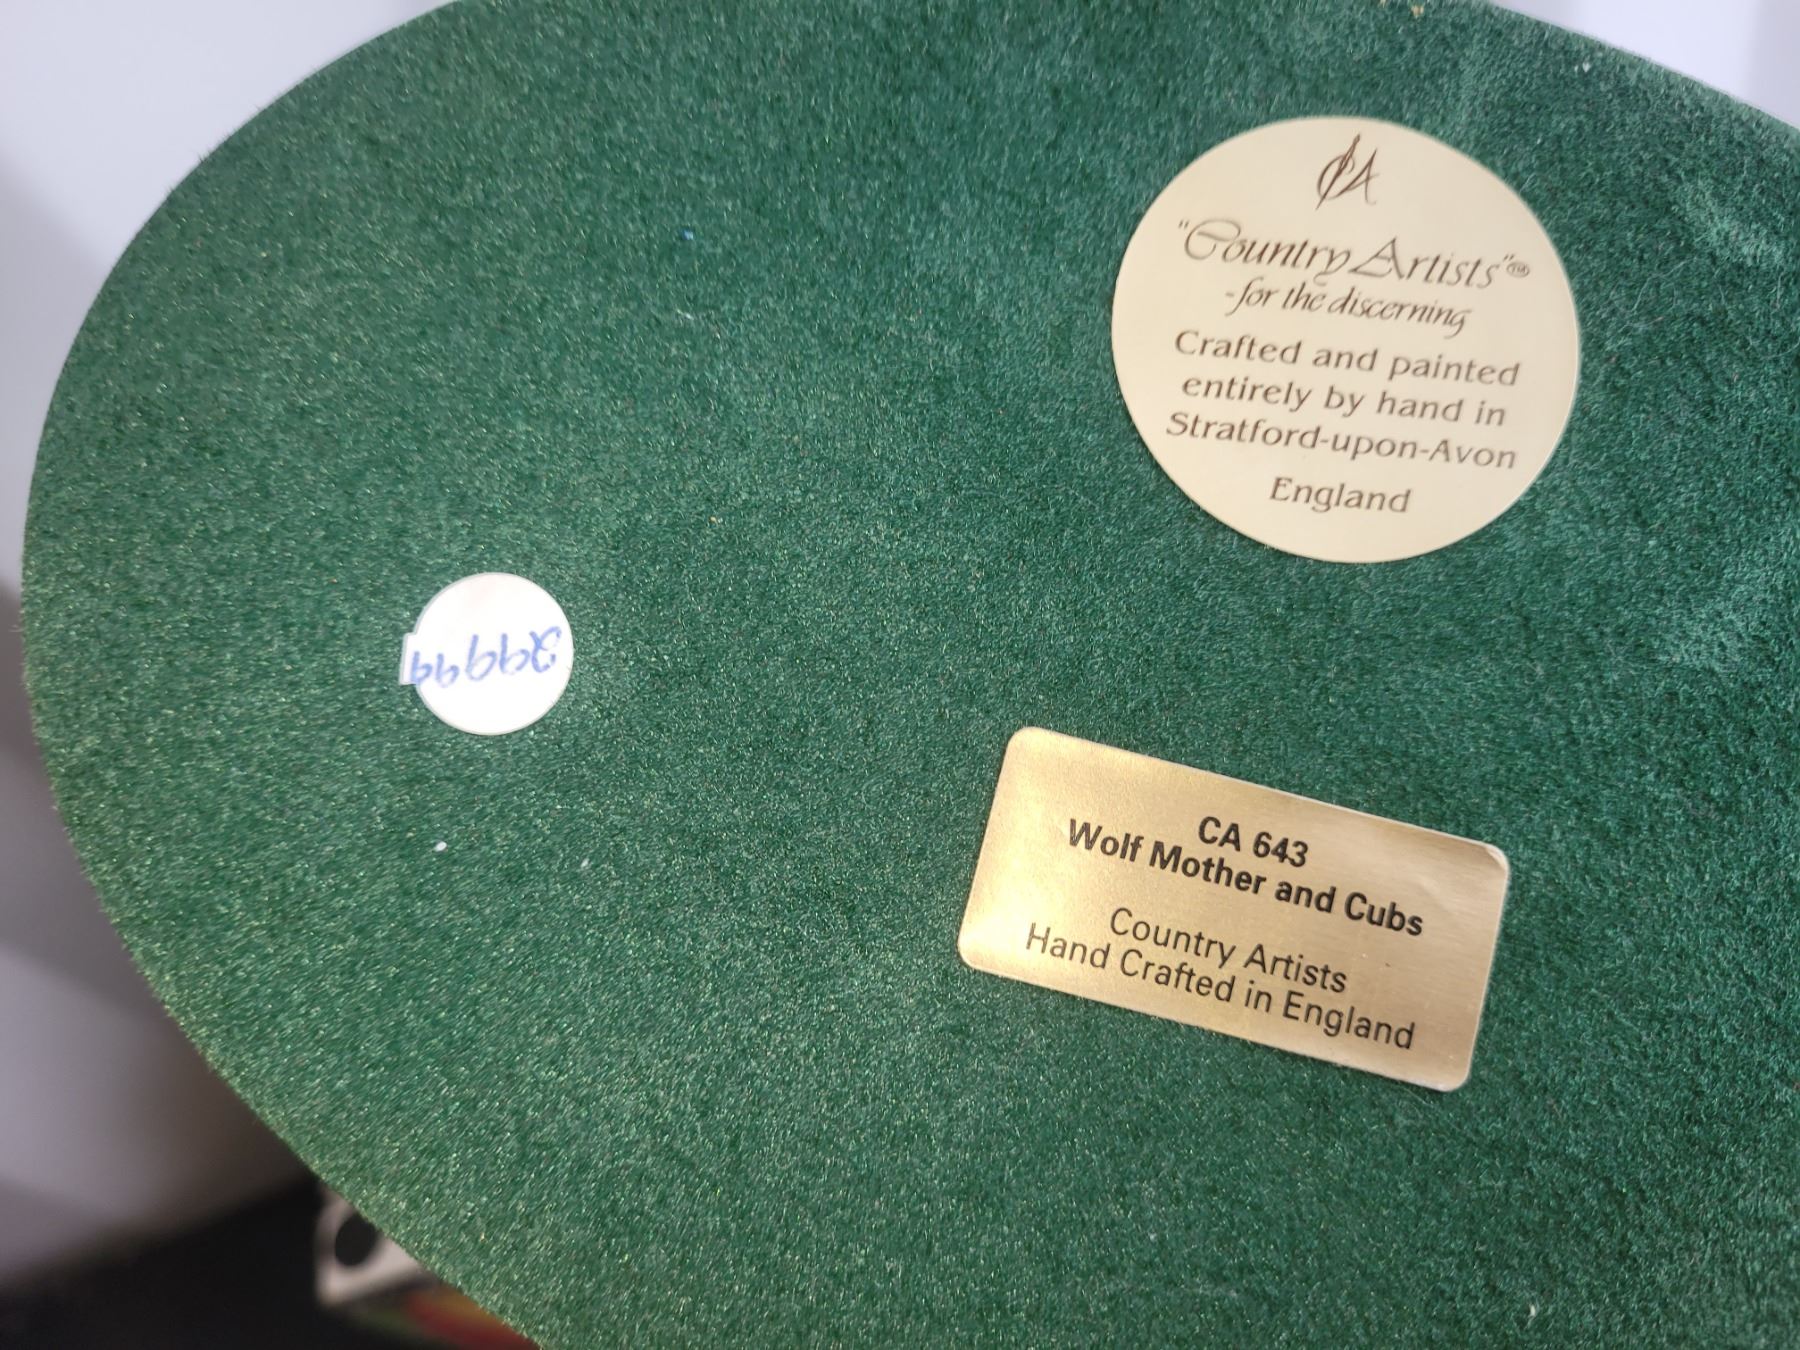 CA
"Country Artists"™
-for the discerning
Crafted and painted
entirely by hand in
Stratford-upon-Avon
England
CA 643
Wolf Mother and Cubs
Country Artists
Hand Crafted in England